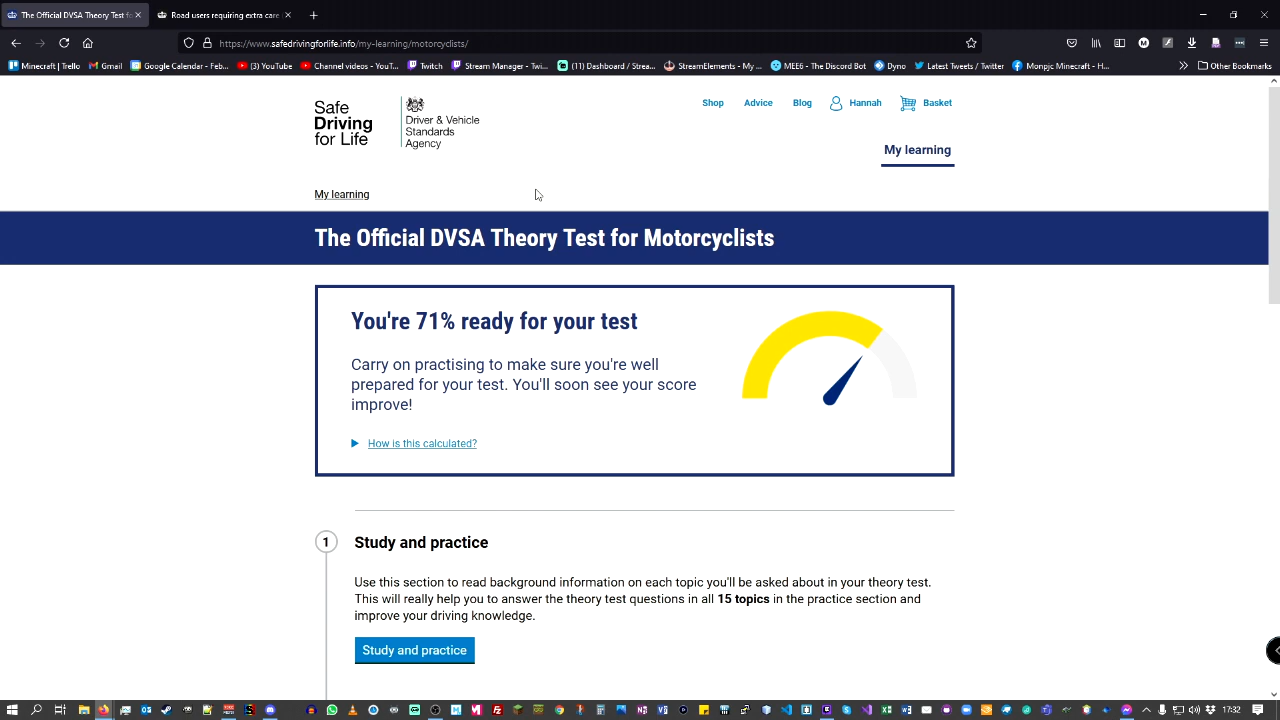 The Official DVSA Theory Test fo
Road users requiring extra care
https://www.safedrivingforlife.info/my-learning/motorcyclists/
Minecraft | Trello
Gmail
Google Calendar - Feb...
(3) YouTube
Channel videos - YouT...
Twitch
Stream Manager - Twi...
(11) Dashboard / Strea...
StreamElements - My ...
MEE6 - The Discord Bot
Dyno
Latest Tweets / Twitter
Monpjc Minecraft - H...
Other Bookmarks
Safe
Driving
for Life
Driver & Vehicle
Standards
Agency
Shop
Advice
Blog
Hannah
Basket
My learning
My learning
The Official DVSA Theory Test for Motorcyclists
You're 71% ready for your test
Carry on practising to make sure you're well
prepared for your test. You'll soon see your score
improve!
How is this calculated?
1
Study and practice
Use this section to read background information on each topic you'll be asked about in your theory test.
This will really help you to answer the theory test questions in all 15 topics in the practice section and
improve your driving knowledge.
Study and practice
17:32